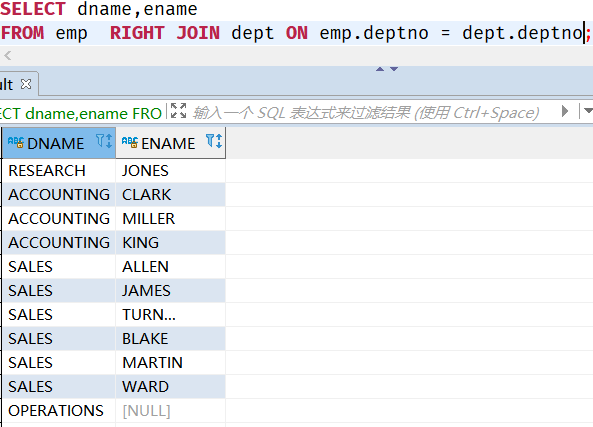 SELECT dname,ename
FROM emp  RIGHT JOIN dept ON emp.deptno = dept.deptno;
ult
ECT dname,ename FRO 输入一个 SQL 表达式来过滤结果 (使用 Ctrl+Space)
ABC DNAME ABC ENAME
RESEARCH JONES
ACCOUNTING CLARK
ACCOUNTING MILLER
ACCOUNTING KING
SALES ALLEN
SALES JAMES
SALES TURN...
SALES BLAKE
SALES MARTIN
SALES WARD
OPERATIONS [NULL]